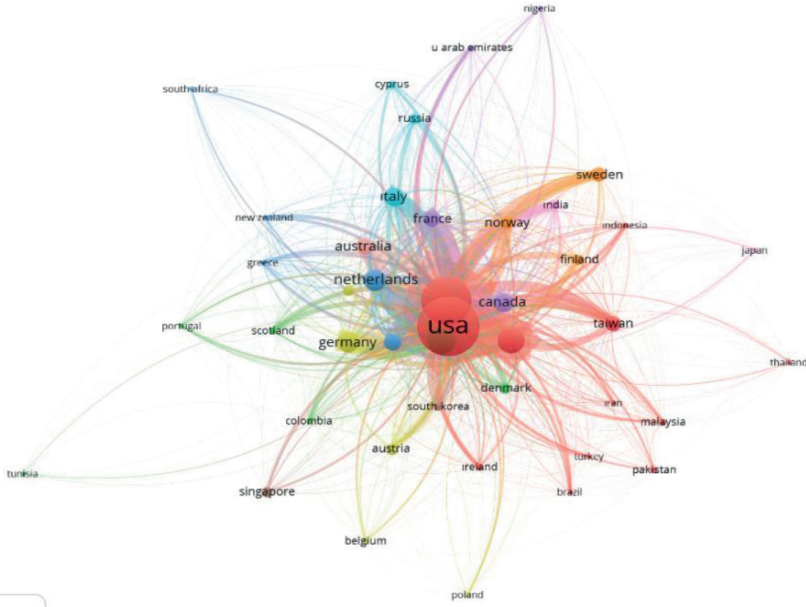 nigeria
u arab emirates
cyprus
south africa
russia
sweden
italy
india
new zealand
france
norway
indonesia
australia
japan
greece
finland
netherlands
canada
portugal
scotland
usa
taiwan
germany
thailand
denmark
south korea
iran
colombia
malaysia
austria
turkey
ireland
pakistan
tunisia
singapore
brazil
belgium
poland